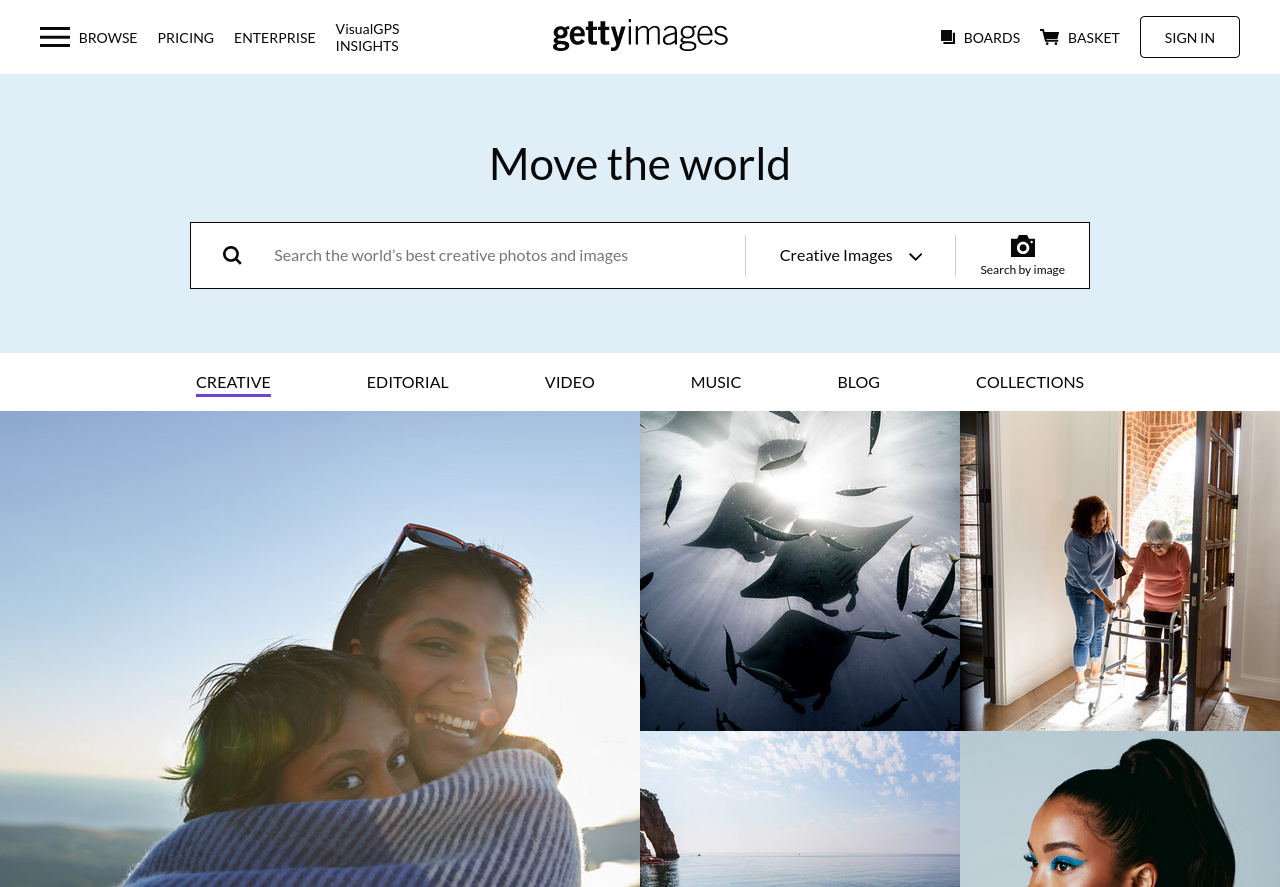 BROWSE
PRICING
ENTERPRISE
VisualGPS
INSIGHTS
gettyimages
BOARDS
BASKET
SIGN IN
Move the world
Search the world’s best creative photos and images
Creative Images
Search by image
CREATIVE
EDITORIAL
VIDEO
MUSIC
BLOG
COLLECTIONS